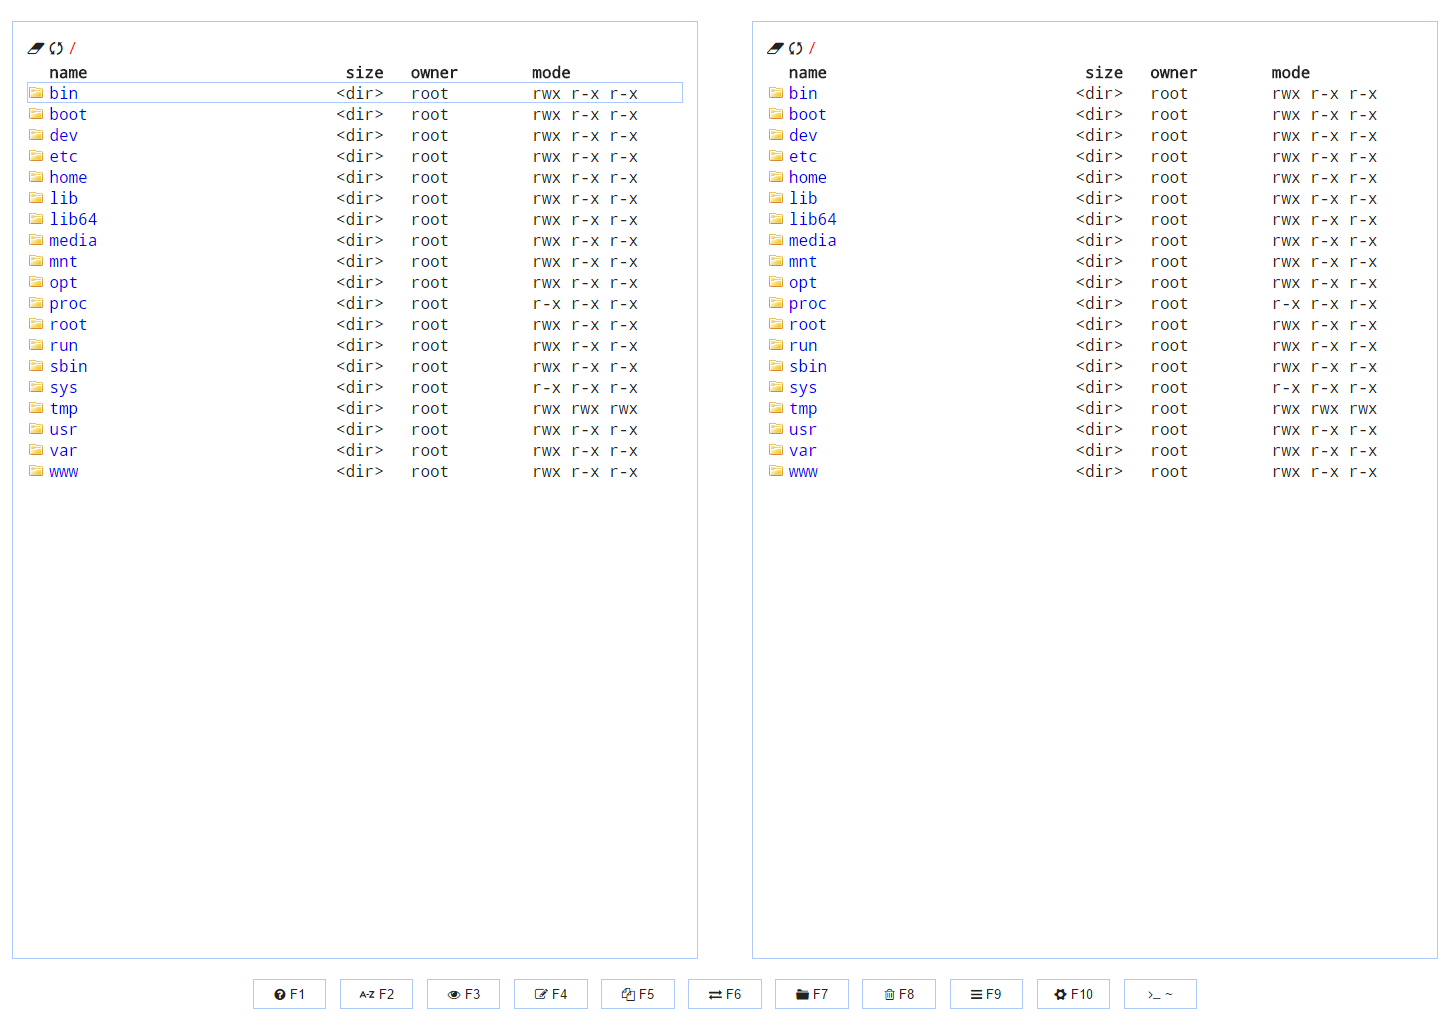 /
name size owner mode
bin <dir> root rwx r-x r-x
boot <dir> root rwx r-x r-x
dev <dir> root rwx r-x r-x
etc <dir> root rwx r-x r-x
home <dir> root rwx r-x r-x
lib <dir> root rwx r-x r-x
lib64 <dir> root rwx r-x r-x
media <dir> root rwx r-x r-x
mnt <dir> root rwx r-x r-x
opt <dir> root rwx r-x r-x
proc <dir> root r-x r-x r-x
root <dir> root rwx r-x r-x
run <dir> root rwx r-x r-x
sbin <dir> root rwx r-x r-x
sys <dir> root r-x r-x r-x
tmp <dir> root rwx rwx rwx
usr <dir> root rwx r-x r-x
var <dir> root rwx r-x r-x
www <dir> root rwx r-x r-x
/
name size owner mode
bin <dir> root rwx r-x r-x
boot <dir> root rwx r-x r-x
dev <dir> root rwx r-x r-x
etc <dir> root rwx r-x r-x
home <dir> root rwx r-x r-x
lib <dir> root rwx r-x r-x
lib64 <dir> root rwx r-x r-x
media <dir> root rwx r-x r-x
mnt <dir> root rwx r-x r-x
opt <dir> root rwx r-x r-x
proc <dir> root r-x r-x r-x
root <dir> root rwx r-x r-x
run <dir> root rwx r-x r-x
sbin <dir> root rwx r-x r-x
sys <dir> root r-x r-x r-x
tmp <dir> root rwx rwx rwx
usr <dir> root rwx r-x r-x
var <dir> root rwx r-x r-x
www <dir> root rwx r-x r-x
F1 A-Z F2 F3 F4 F5 F6 F7 F8 F9 F10 >_ ~